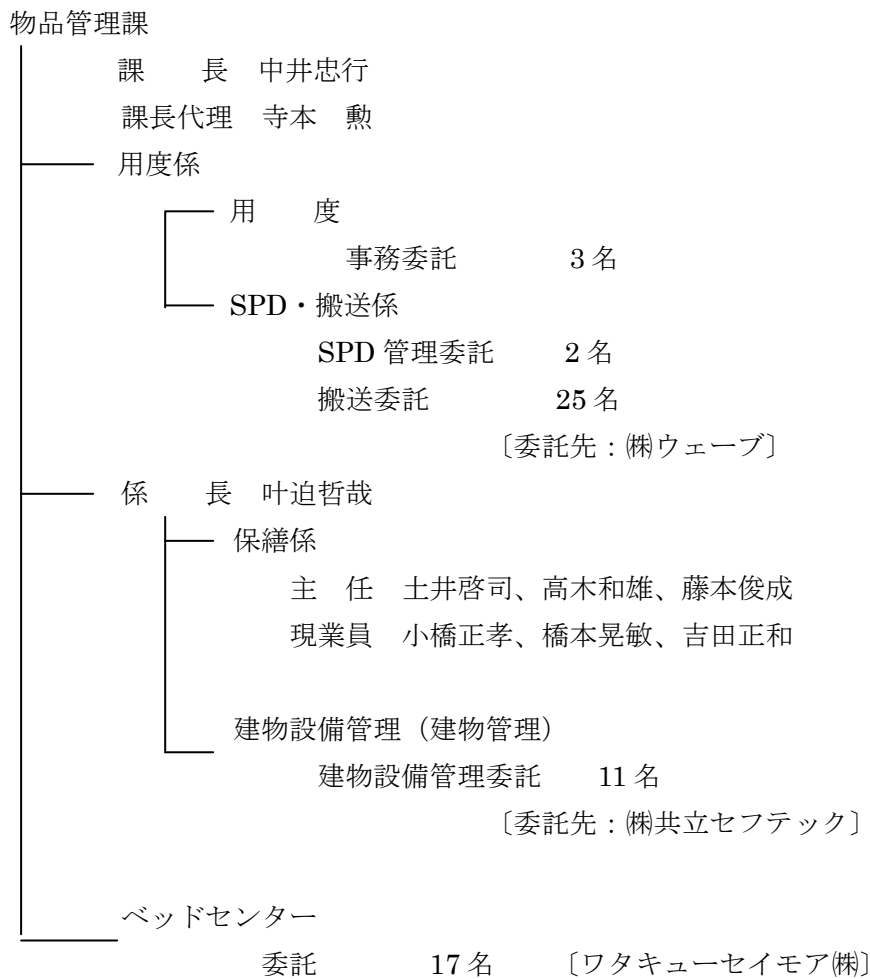 物品管理課
課　　長　中井忠行
課長代理　寺本　勲
用度係
用　　度
事務委託　　　3名
SPD・搬送係
SPD管理委託　　2名
搬送委託　　　25名
〔委託先:㈱ウェーブ〕
係　　長　叶迫哲哉
保繕係
主　任　土井啓司、高木和雄、藤本俊成
現業員　小橋正孝、橋本晃敏、吉田正和
建物設備管理（建物管理）
建物設備管理委託　　11名
〔委託先:㈱共立セフテック〕
ベッドセンター
委託　　　17名　　〔ワタキューセイモア㈱〕